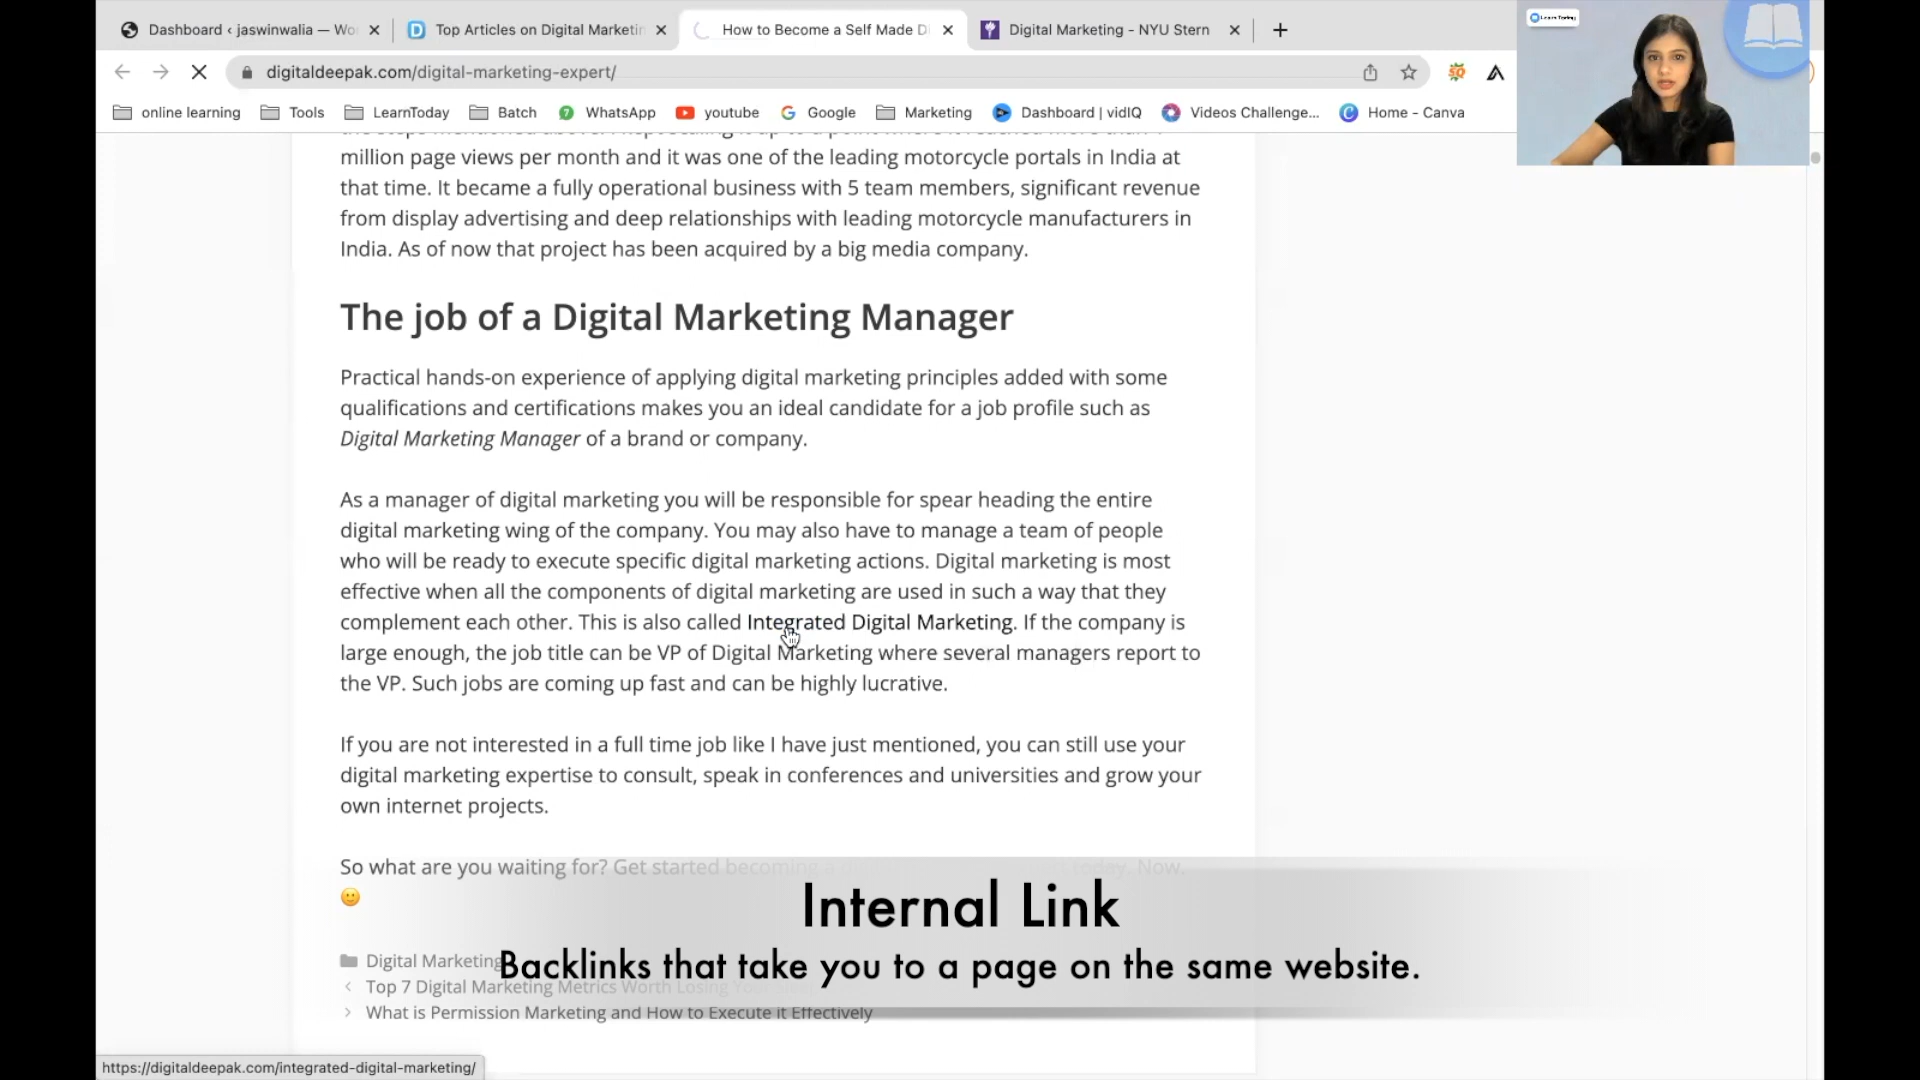 Dashboard ‹ jaswinwalia — Wo
Top Articles on Digital Marketin
How to Become a Self Made D
Digital Marketing - NYU Stern
digitaldeepak.com/digital-marketing-expert/
online learning
Tools
LearnToday
Batch
WhatsApp
youtube
Google
Marketing
Dashboard | vidIQ
Videos Challenge...
Home - Canva
million page views per month and it was one of the leading motorcycle portals in India at
that time. It became a fully operational business with 5 team members, significant revenue
from display advertising and deep relationships with leading motorcycle manufacturers in
India. As of now that project has been acquired by a big media company.
The job of a Digital Marketing Manager
Practical hands-on experience of applying digital marketing principles added with some
qualifications and certifications makes you an ideal candidate for a job profile such as
Digital Marketing Manager of a brand or company.
As a manager of digital marketing you will be responsible for spear heading the entire
digital marketing wing of the company. You may also have to manage a team of people
who will be ready to execute specific digital marketing actions. Digital marketing is most
effective when all the components of digital marketing are used in such a way that they
complement each other. This is also called Integrated Digital Marketing. If the company is
large enough, the job title can be VP of Digital Marketing where several managers report to
the VP. Such jobs are coming up fast and can be highly lucrative.
If you are not interested in a full time job like I have just mentioned, you can still use your
digital marketing expertise to consult, speak in conferences and universities and grow your
own internet projects.
So what are you waiting for? Get started becoming a today. Now.
Internal Link
Digital Marketing
Backlinks that take you to a page on the same website.
Top 7 Digital Marketing Metrics Worth Losing
What is Permission Marketing and How to Execute it Effectively
https://digitaldeepak.com/integrated-digital-marketing/